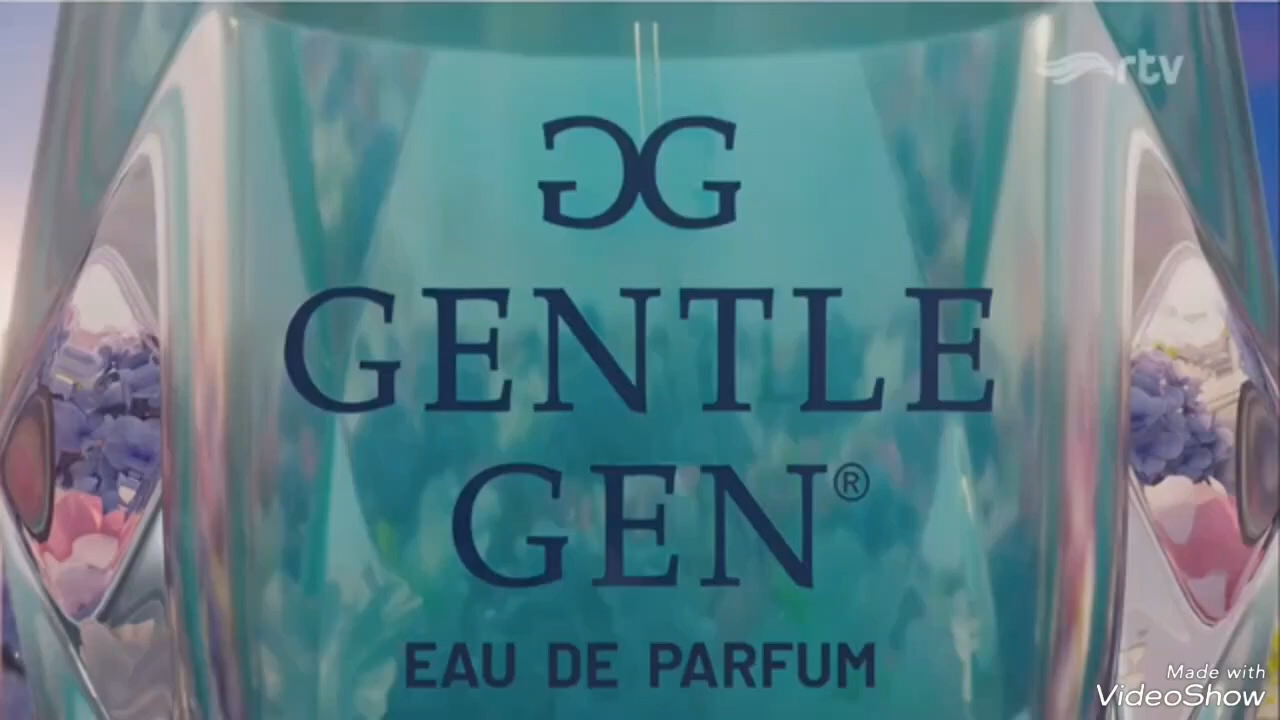 rtv
GG
GENTLE
GEN®
EAU DE PARFUM
Made with
VideoShow